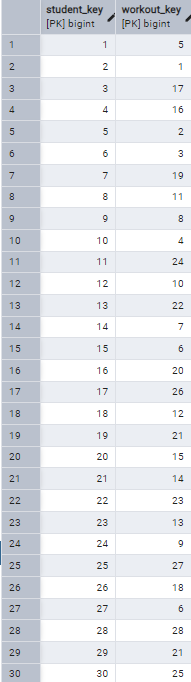 student_key workout_key
[PK] bigint [PK] bigint
1 1 5
2 2 1
3 3 17
4 4 16
5 5 2
6 6 3
7 7 19
8 8 11
9 9 8
10 10 4
11 11 24
12 12 10
13 13 22
14 14 7
15 15 6
16 16 20
17 17 26
18 18 12
19 19 21
20 20 15
21 21 14
22 22 23
23 23 13
24 24 9
25 25 27
26 26 18
27 27 6
28 28 28
29 29 21
30 30 25